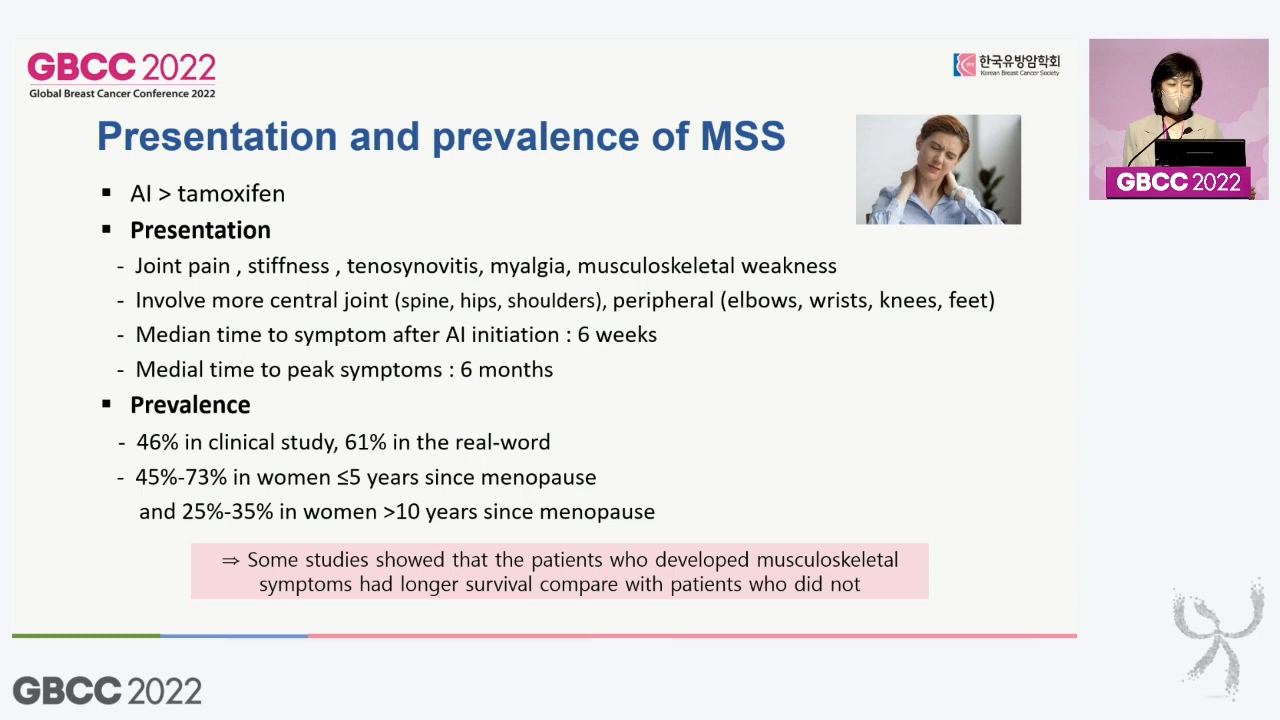 GBCC 2022
Global Breast Cancer Conference 2022
한국유방암학회
Korean Breast Cancer Society
Presentation and prevalence of MSS
▪ AI > tamoxifen
▪ Presentation
- Joint pain , stiffness , tenosynovitis, myalgia, musculoskeletal weakness
- Involve more central joint (spine, hips, shoulders), peripheral (elbows, wrists, knees, feet)
- Median time to symptom after AI initiation : 6 weeks
- Medial time to peak symptoms : 6 months
▪ Prevalence
- 46% in clinical study, 61% in the real-word
- 45%-73% in women ≤5 years since menopause
and 25%-35% in women >10 years since menopause
⇒ Some studies showed that the patients who developed musculoskeletal
symptoms had longer survival compare with patients who did not
GBCC 2022
GBCC 2022